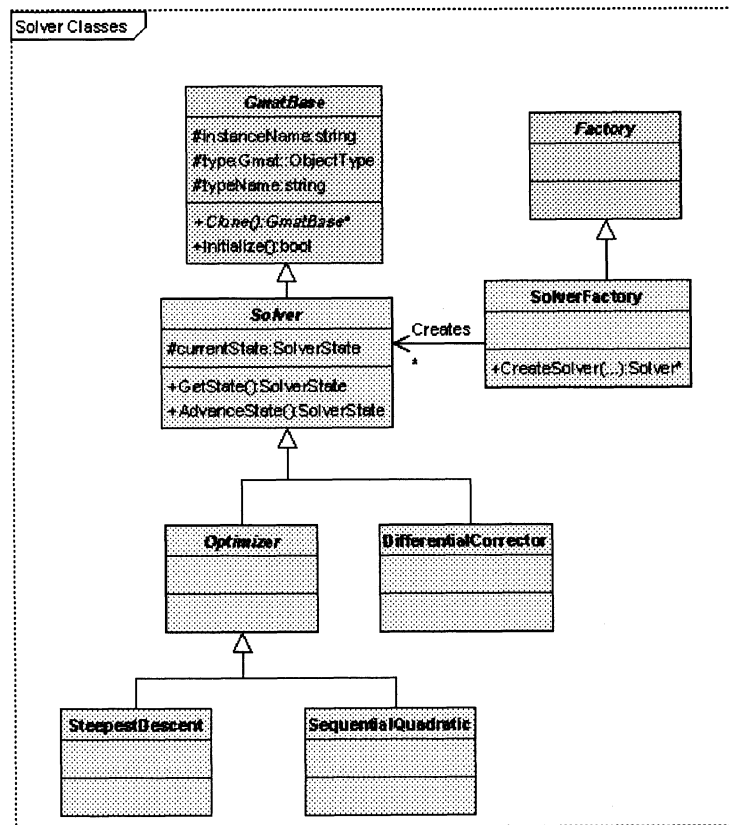 Solver Classes
GmatBase
#instanceName:string
#type:Gmat::ObjectType
#typeName:string
+Clone():GmatBase*
+Initialize():bool
Factory
Solver
#currentState:SolverState
+GetState():SolverState
+AdvanceState():SolverState
Creates
*
SolverFactory
+CreateSolver(...):Solver*
Optimizer
DifferentialCorrector
SteepestDescent
SequentialQuadratic